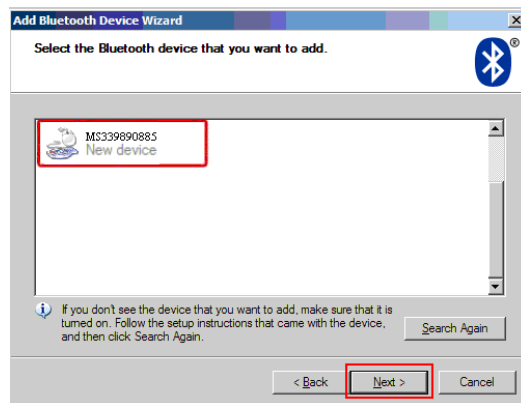 Add Bluetooth Device Wizard
Select the Bluetooth device that you want to add.
®
MS339890885
New device
If you don't see the device that you want to add, make sure that it is
turned on. Follow the setup instructions that came with the device,
and then click Search Again.
Search Again
< Back
Next >
Cancel